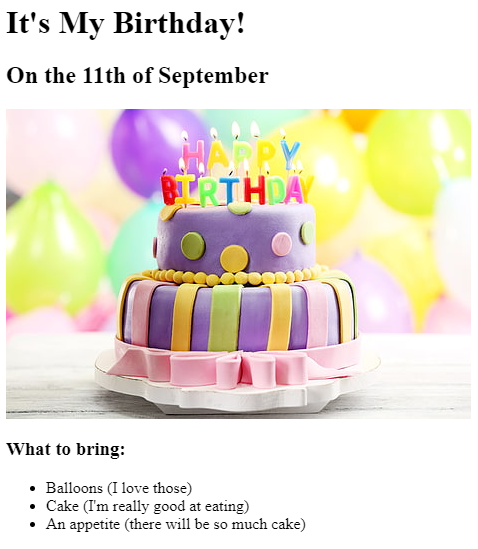 It's My Birthday!
On the 11th of September
HAPPY
BIRTHDAY
What to bring:
Balloons (I love those)
Cake (I'm really good at eating)
An appetite (there will be so much cake)